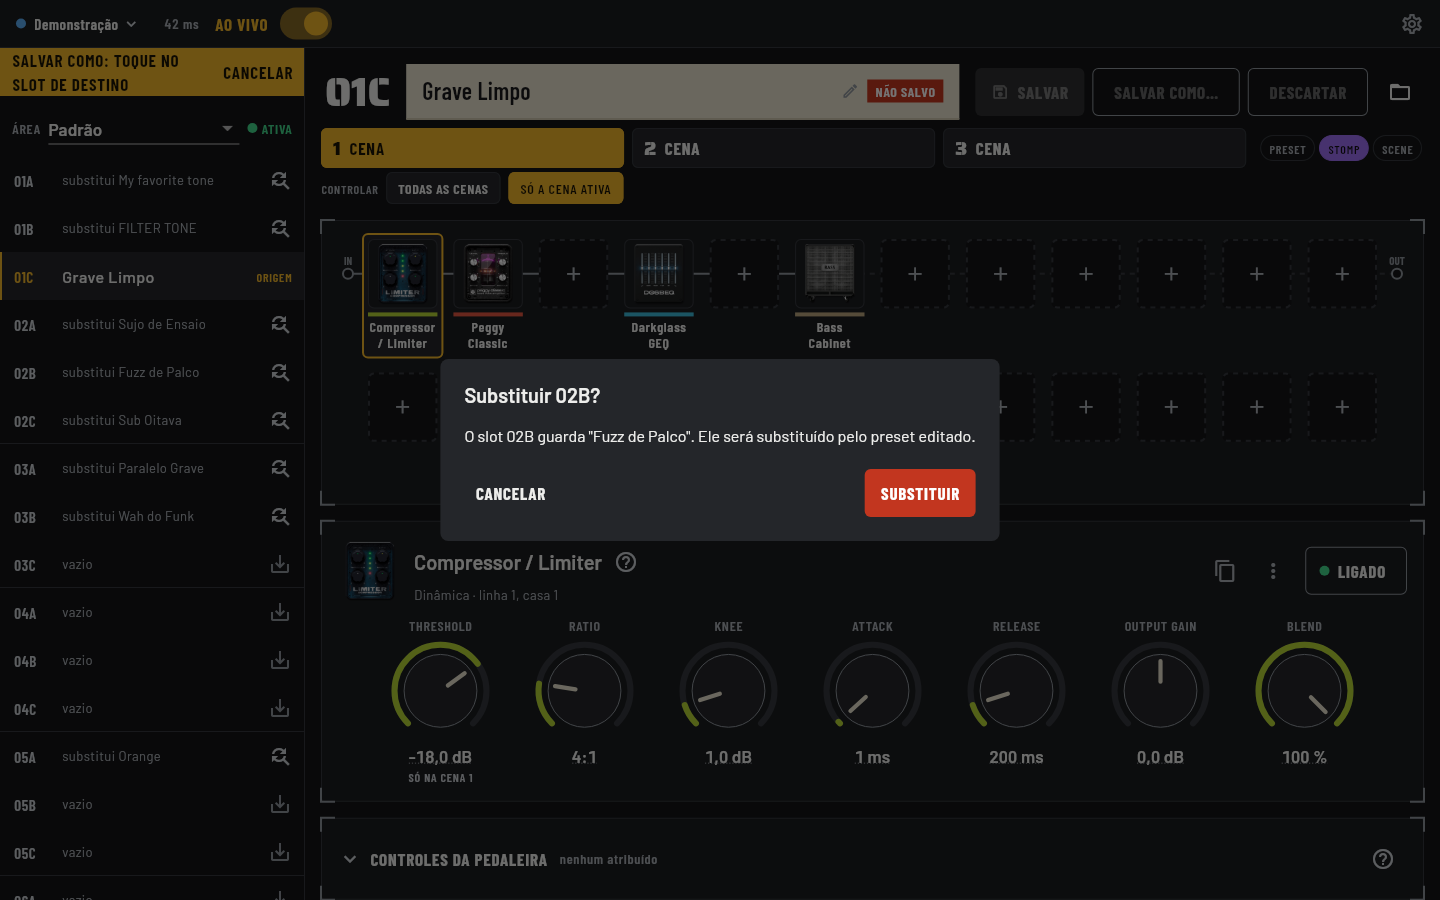 Demonstração
42 ms
AO VIVO
SALVAR COMO: TOQUE NO
SLOT DE DESTINO
CANCELAR
ÁREA
Padrão
ATIVA
01A
substitui My favorite tone
01B
substitui FILTER TONE
01C
Grave Limpo
ORIGEM
02A
substitui Sujo de Ensaio
02B
substitui Fuzz de Palco
02C
substitui Sub Oitava
03A
substitui Paralelo Grave
03B
substitui Wah do Funk
03C
vazio
04A
vazio
04B
vazio
04C
vazio
05A
substitui Orange
05B
vazio
05C
vazio
01C
Grave Limpo
NÃO SALVO
SALVAR
SALVAR COMO...
DESCARTAR
1 CENA
2 CENA
3 CENA
PRESET
STOMP
SCENE
CONTROLAR
TODAS AS CENAS
SÓ A CENA ATIVA
IN
LIMITER
BASS
OUT
Compressor
/ Limiter
Peggy
Classic
Darkglass
GEQ
Bass
Cabinet
Substituir 02B?
O slot 02B guarda "Fuzz de Palco". Ele será substituído pelo preset editado.
CANCELAR
SUBSTITUIR
LIMITER
Compressor / Limiter
Dinâmica · linha 1, casa 1
LIGADO
THRESHOLD
RATIO
KNEE
ATTACK
RELEASE
OUTPUT GAIN
BLEND
-18,0 dB
4:1
1,0 dB
1 ms
200 ms
0,0 dB
100 %
SÓ NA CENA 1
CONTROLES DA PEDALEIRA
nenhum atribuído